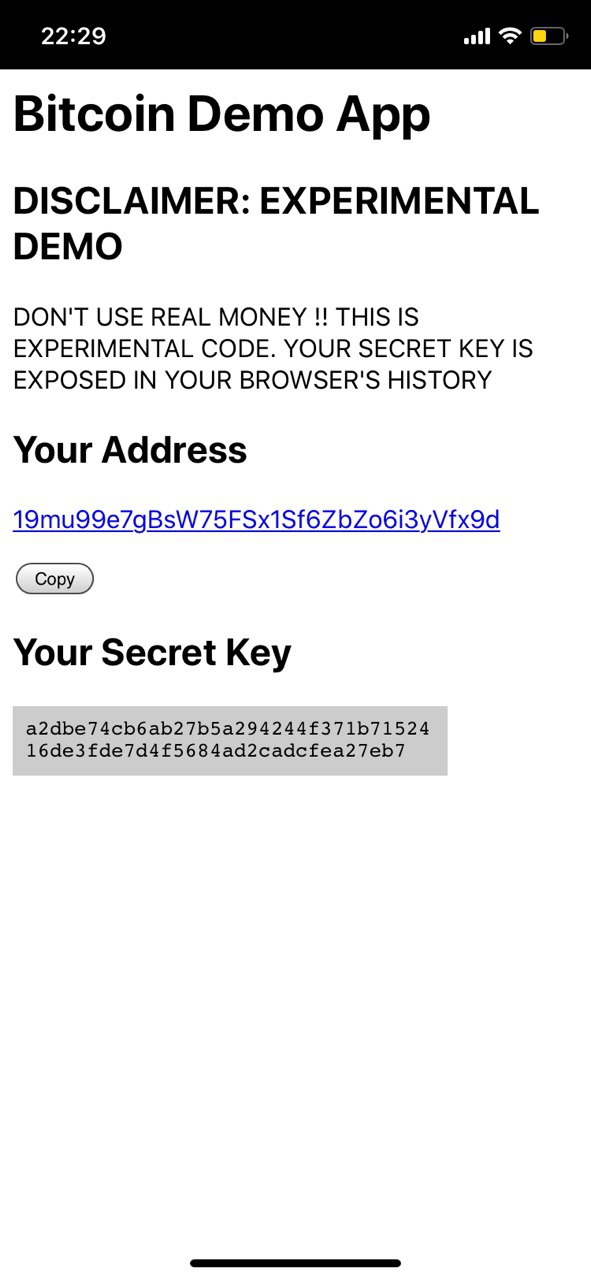 22:29
Bitcoin Demo App
DISCLAIMER: EXPERIMENTAL
DEMO
DON'T USE REAL MONEY !! THIS IS
EXPERIMENTAL CODE. YOUR SECRET KEY IS
EXPOSED IN YOUR BROWSER'S HISTORY
Your Address
19mu99e7gBsW75FSx1Sf6ZbZo6i3yVfx9d
Copy
Your Secret Key
a2dbe74cb6ab27b5a294244f371b71524
16de3fde7d4f5684ad2cadcfea27eb7